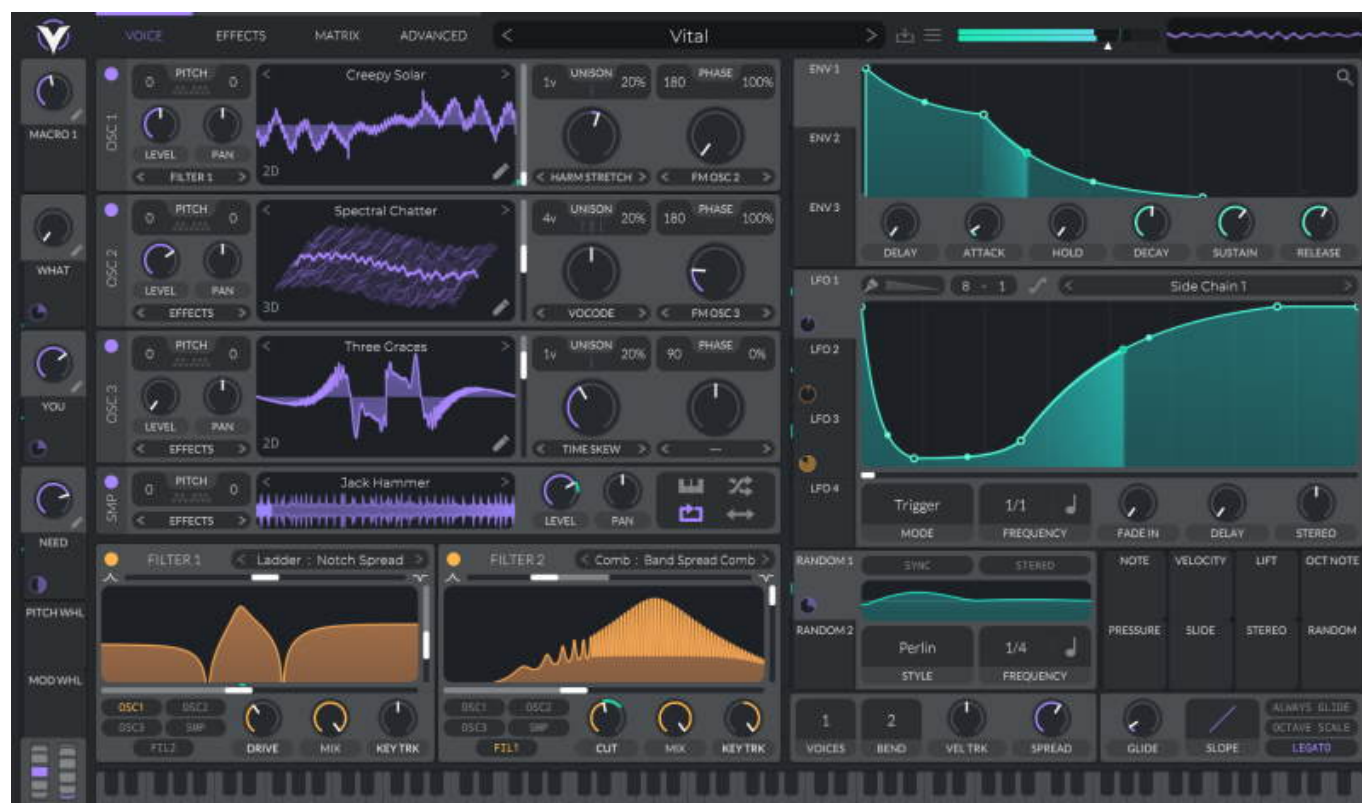 VOICE EFFECTS MATRIX ADVANCED < Vital >
MACRO 1
WHAT
YOU
NEED
PITCH WHL
MOD WHL
OSC 1
0 PITCH 0
LEVEL PAN
< FILTER 1 >
< Creepy Solar >
2D
1v UNISON 20% 180 PHASE 100%
< HARM STRETCH > < FM OSC 2 >
OSC 2
0 PITCH 0
LEVEL PAN
< EFFECTS >
< Spectral Chatter >
3D
4v UNISON 20% 180 PHASE 100%
< VOCODE > < FM OSC 3 >
OSC 3
0 PITCH 0
LEVEL PAN
< EFFECTS >
< Three Graces >
2D
1v UNISON 20% 90 PHASE 0%
< TIME SKEW > < --- >
SMP
0 PITCH 0
< EFFECTS >
< Jack Hammer >
LEVEL PAN
FILTER 1 < Ladder : Notch Spread >
OSC1 OSC2
OSC3 SMP
FIL2
DRIVE MIX KEY TRK
FILTER 2 < Comb : Band Spread Comb >
OSC1 OSC2
OSC3 SMP
FIL1
CUT MIX KEY TRK
ENV 1
ENV 2
ENV 3
DELAY ATTACK HOLD DECAY SUSTAIN RELEASE
LFO 1
LFO 2
LFO 3
LFO 4
8 - 1 < Side Chain 1 >
Trigger 1/1
MODE FREQUENCY FADE IN DELAY STEREO
RANDOM 1
RANDOM 2
SYNC STEREO
Perlin 1/4
STYLE FREQUENCY
NOTE VELOCITY LIFT OCT NOTE
PRESSURE SLIDE STEREO RANDOM
1 2
VOICES BEND VEL TRK SPREAD GLIDE SLOPE
ALWAYS GLIDE
OCTAVE SCALE
LEGATO